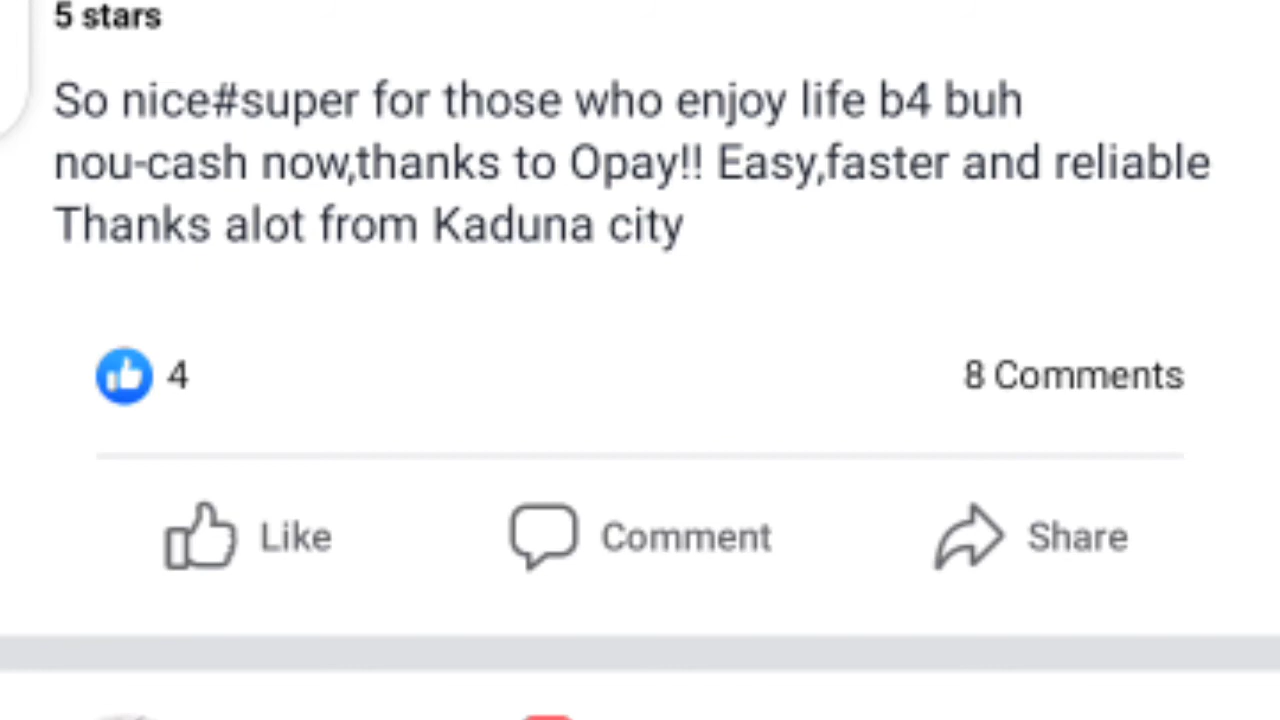 5 stars
So nice#super for those who enjoy life b4 buh
nou-cash now,thanks to Opay!! Easy,faster and reliable
Thanks alot from Kaduna city
4 8 Comments
Like Comment Share